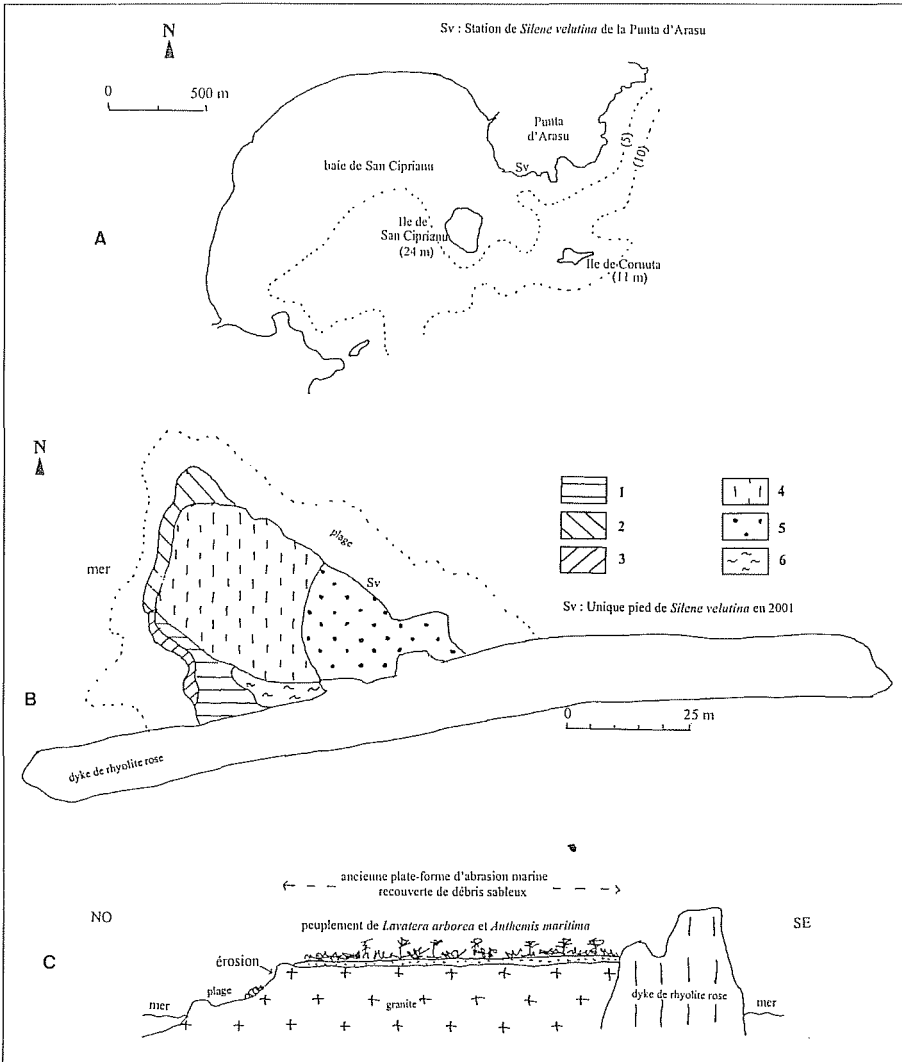 Sv : Station de Silene velutina de la Punta d'Arasu
N
0 500 m
Punta
d'Arasu
(5)
(10)
Sv
baie de San Ciprianu
A
Ile de
San Ciprianu
(24 m)
Ile de Cornuta
(11 m)
N
1
4
2
5
3
6
plage
mer
Sv
Sv : Unique pied de Silene velutina en 2001
B
0 25 m
dyke de rhyolite rose
ancienne plate-forme d'abrasion marine
recouverte de débris sableux
NO
SE
peuplement de Lavatera arborea et Anthemis maritima
C
érosion
plage
mer
granite
dyke de rhyolite rose
mer